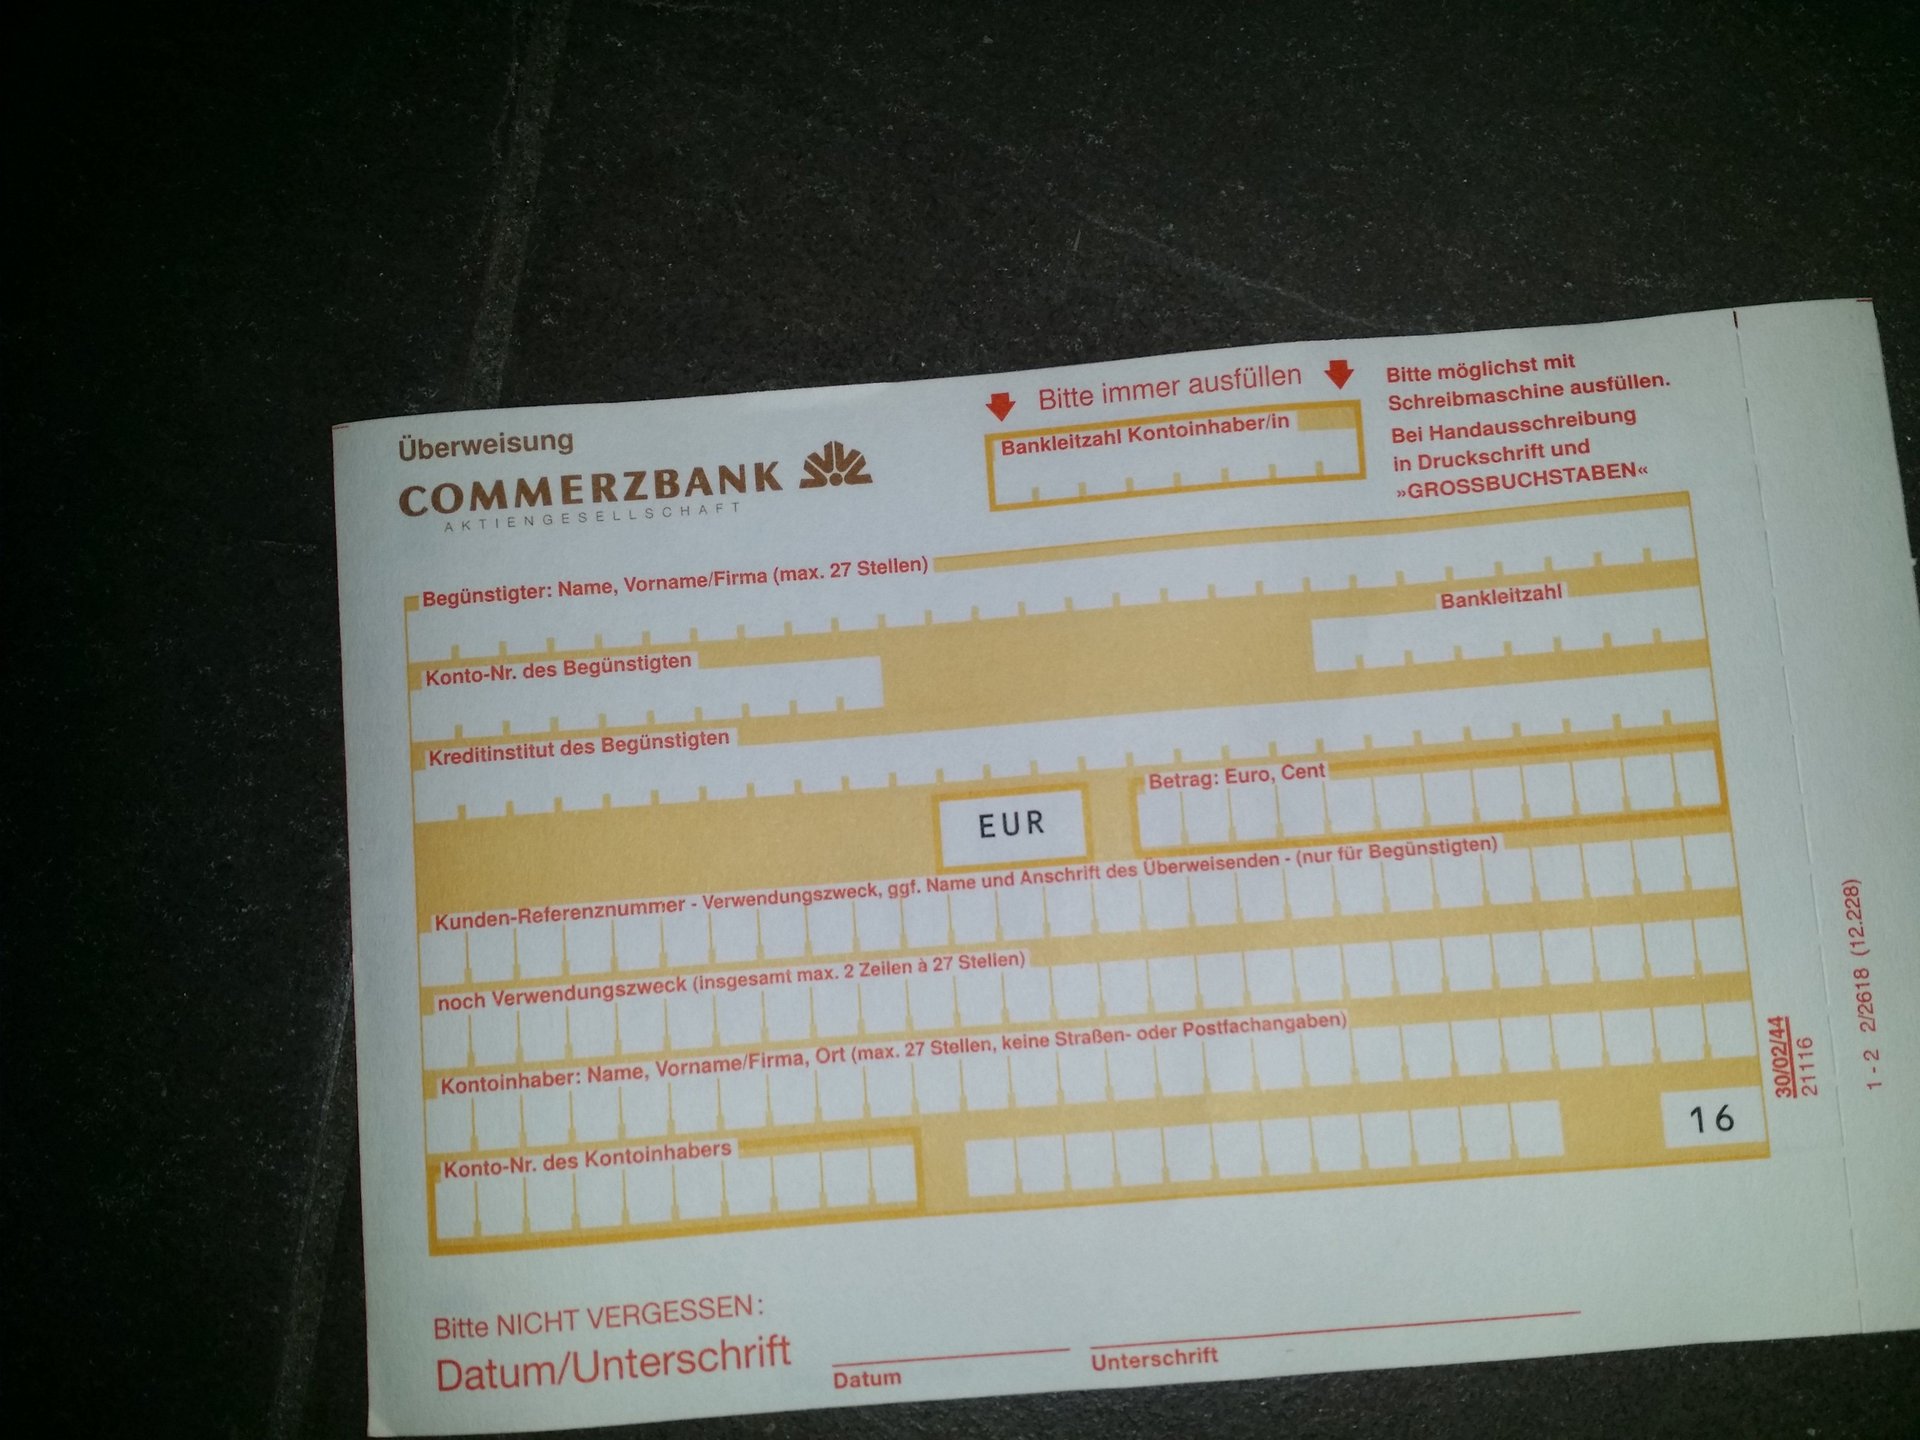 Überweisung
COMMERZBANK
AKTIENGESELLSCHAFT
Bitte immer ausfüllen
Bankleitzahl Kontoinhaber/in
Bitte möglichst mit
Schreibmaschine ausfüllen.
Bei Handausschreibung
in Druckschrift und
»GROSSBUCHSTABEN«
Begünstigter: Name, Vorname/Firma (max. 27 Stellen)
Konto-Nr. des Begünstigten
Bankleitzahl
Kreditinstitut des Begünstigten
EUR
Betrag: Euro, Cent
Kunden-Referenznummer - Verwendungszweck, ggf. Name und Anschrift des Überweisenden - (nur für Begünstigten)
noch Verwendungszweck (insgesamt max. 2 Zeilen à 27 Stellen)
Kontoinhaber: Name, Vorname/Firma, Ort (max. 27 Stellen, keine Straßen- oder Postfachangaben)
Konto-Nr. des Kontoinhabers
16
30/02/44
21116
1 - 2 2/2618 (12.228)
Bitte NICHT VERGESSEN:
Datum/Unterschrift
Datum
Unterschrift